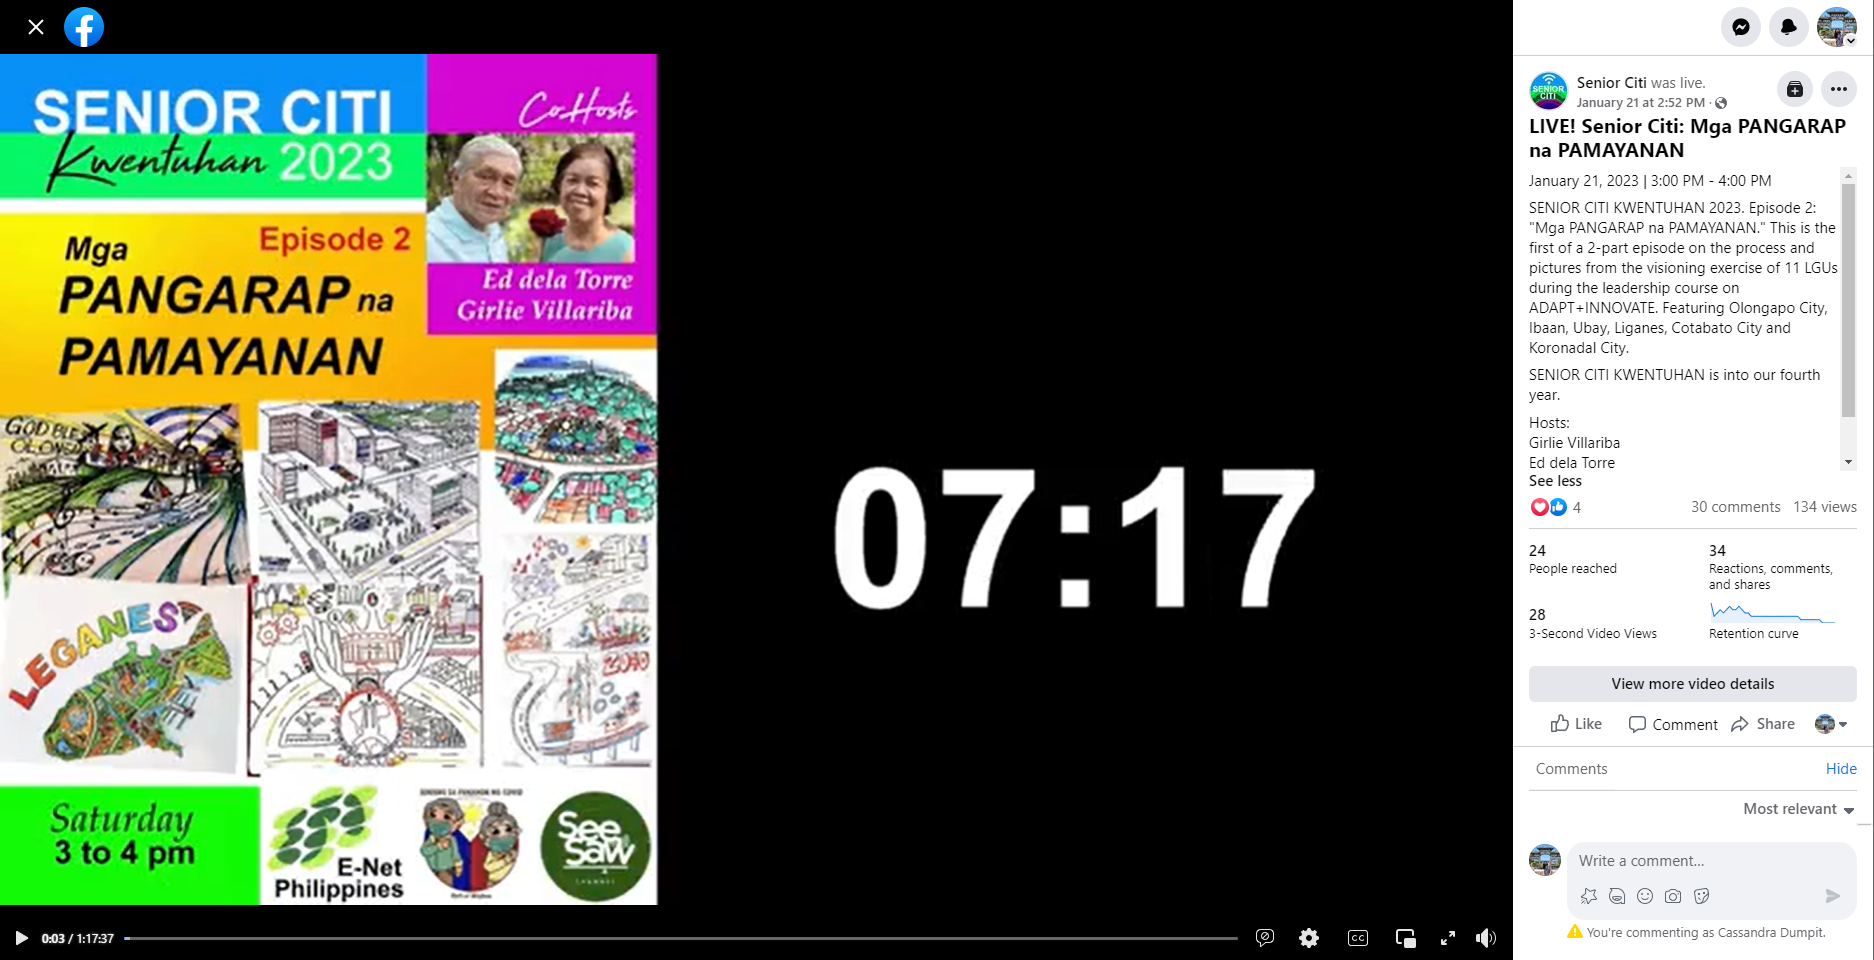 SENIOR CITI
Kwentuhan 2023
Co-Hosts
Ed dela Torre
Girlie Villariba
Episode 2
Mga
PANGARAP na
PAMAYANAN
GOD BLE
LEGANES
2040
Saturday
3 to 4 pm
E-Net
Philippines
See
Saw
CHANNEL
07:17
0:03 / 1:17:37
CC
SENIOR
CITI
Senior Citi was live.
January 21 at 2:52 PM ·
LIVE! Senior Citi: Mga PANGARAP
na PAMAYANAN
January 21, 2023 | 3:00 PM - 4:00 PM
SENIOR CITI KWENTUHAN 2023. Episode 2:
"Mga PANGARAP na PAMAYANAN." This is the
first of a 2-part episode on the process and
pictures from the visioning exercise of 11 LGUs
during the leadership course on
ADAPT+INNOVATE. Featuring Olongapo City,
Ibaan, Ubay, Liganes, Cotabato City and
Koronadal City.
SENIOR CITI KWENTUHAN is into our fourth
year.
Hosts:
Girlie Villariba
Ed dela Torre
See less
4
30 comments 134 views
24
People reached
34
Reactions, comments,
and shares
28
3-Second Video Views
Retention curve
View more video details
Like
Comment
Share
Comments
Hide
Most relevant
Write a comment...
You're commenting as Cassandra Dumpit.